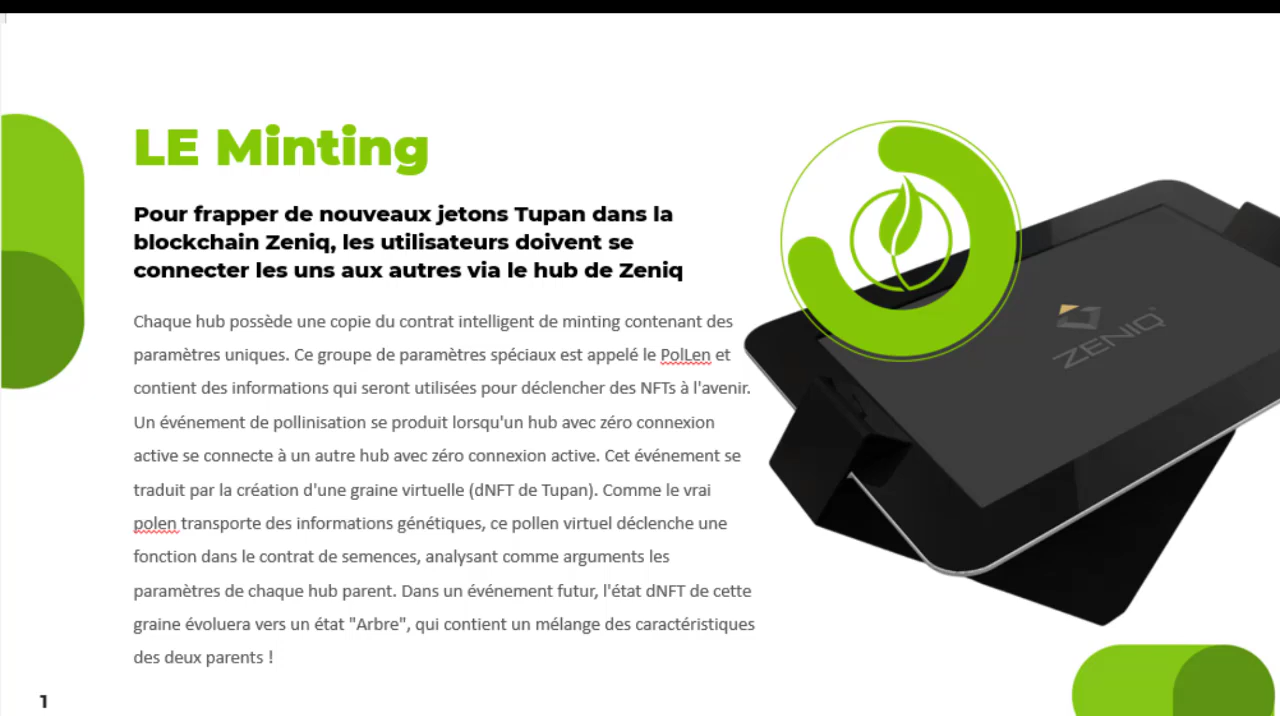 LE Minting
Pour frapper de nouveaux jetons Tupan dans la
blockchain Zeniq, les utilisateurs doivent se
connecter les uns aux autres via le hub de Zeniq
Chaque hub possède une copie du contrat intelligent de minting contenant des
paramètres uniques. Ce groupe de paramètres spéciaux est appelé le PolLen et
contient des informations qui seront utilisées pour déclencher des NFTs à l'avenir.
Un événement de pollinisation se produit lorsqu'un hub avec zéro connexion
active se connecte à un autre hub avec zéro connexion active. Cet événement se
traduit par la création d'une graine virtuelle (dNFT de Tupan). Comme le vrai
polen transporte des informations génétiques, ce pollen virtuel déclenche une
fonction dans le contrat de semences, analysant comme arguments les
paramètres de chaque hub parent. Dans un événement futur, l'état dNFT de cette
graine évoluera vers un état "Arbre", qui contient un mélange des caractéristiques
des deux parents !
ZENIQ
1